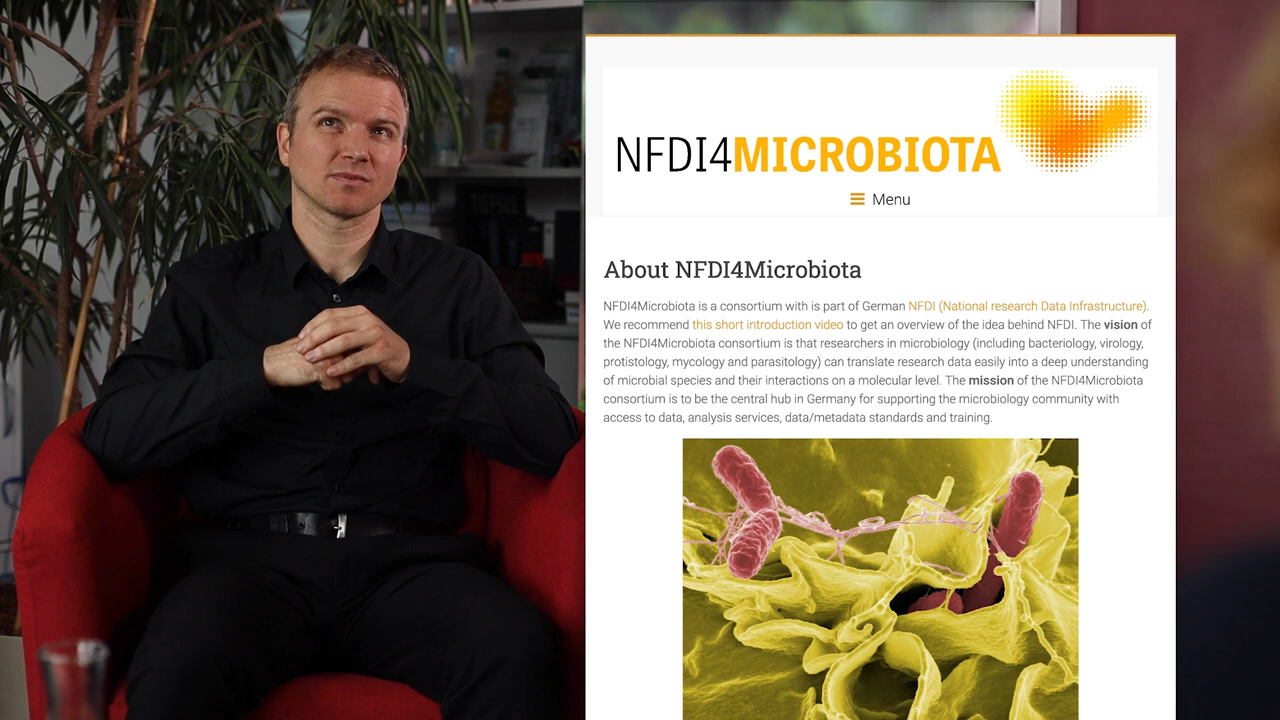 NFDI4MICROBIOTA
Menu
About NFDI4Microbiota
NFDI4Microbiota is a consortium with is part of German NFDI (National research Data Infrastructure).
We recommend this short introduction video to get an overview of the idea behind NFDI. The vision of
the NFDI4Microbiota consortium is that researchers in microbiology (including bacteriology, virology,
protistology, mycology and parasitology) can translate research data easily into a deep understanding
of microbial species and their interactions on a molecular level. The mission of the NFDI4Microbiota
consortium is to be the central hub in Germany for supporting the microbiology community with
access to data, analysis services, data/metadata standards and training.